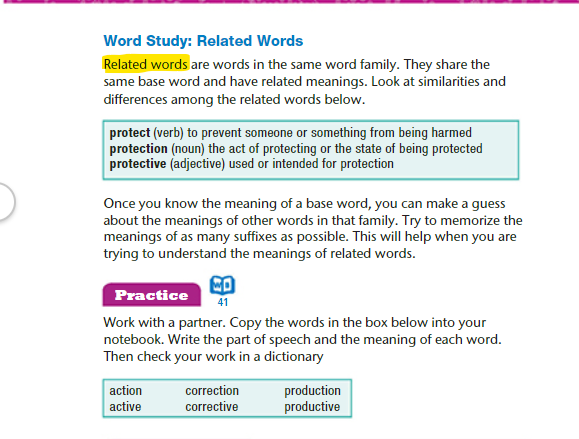 Word Study: Related Words
Related words are words in the same word family. They share the
same base word and have related meanings. Look at similarities and
differences among the related words below.
protect (verb) to prevent someone or something from being harmed
protection (noun) the act of protecting or the state of being protected
protective (adjective) used or intended for protection
Once you know the meaning of a base word, you can make a guess
about the meanings of other words in that family. Try to memorize the
meanings of as many suffixes as possible. This will help when you are
trying to understand the meanings of related words.
Practice
41
Work with a partner. Copy the words in the box below into your
notebook. Write the part of speech and the meaning of each word.
Then check your work in a dictionary
action correction production
active corrective productive